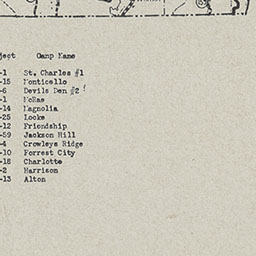 ject Camp Name
-1 St. Charles #1
-15 Monticello
-6 Devils Den #2
-1 McRae
-14 Magnolia
-25 Looke
-12 Friendship
-59 Jackson Hill
-4 Crowleys Ridge
-10 Forrest City
-18 Charlotte
-2 Harrison
-13 Alton